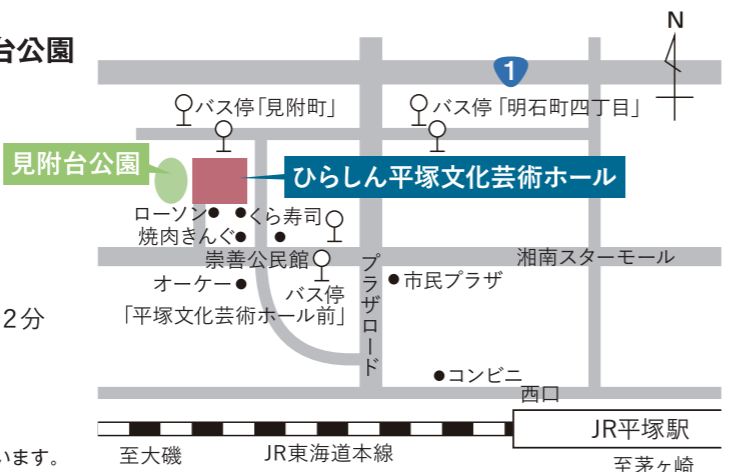 台公園
N
1
バス停「見附町」
バス停「明石町四丁目」
見附台公園
ひらしん平塚文化芸術ホール
ローソン
くら寿司
焼肉きんぐ
崇善公民館
湘南スターモール
オーケー
バス停
「平塚文化芸術ホール前」
プラザロード
市民プラザ
2分
コンビニ
西口
JR平塚駅
います。
至大磯
JR東海道本線
至茅ヶ崎